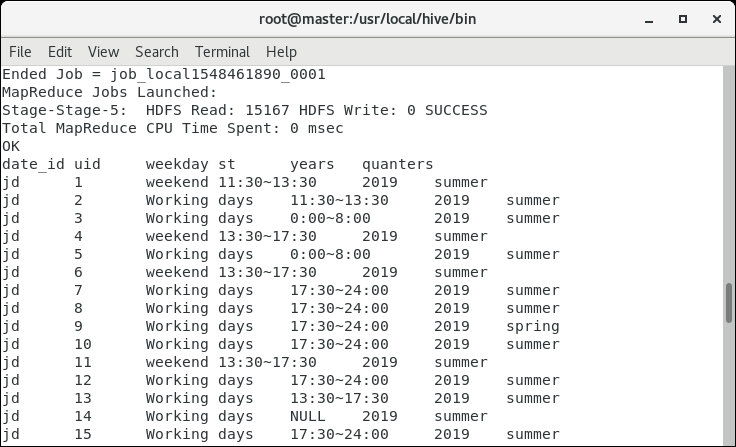 root@master:/usr/local/hive/bin
File Edit View Search Terminal Help
Ended Job = job_local1548461890_0001
MapReduce Jobs Launched:
Stage-Stage-5:  HDFS Read: 15167 HDFS Write: 0 SUCCESS
Total MapReduce CPU Time Spent: 0 msec
OK
date_id uid     weekday st      years   quanters
jd      1       weekend 11:30~13:30     2019    summer
jd      2       Working days    11:30~13:30     2019    summer
jd      3       Working days    0:00~8:00       2019    summer
jd      4       weekend 13:30~17:30     2019    summer
jd      5       Working days    0:00~8:00       2019    summer
jd      6       weekend 13:30~17:30     2019    summer
jd      7       Working days    17:30~24:00     2019    summer
jd      8       Working days    17:30~24:00     2019    summer
jd      9       Working days    17:30~24:00     2019    spring
jd      10      Working days    17:30~24:00     2019    summer
jd      11      weekend 13:30~17:30     2019    summer
jd      12      Working days    17:30~24:00     2019    summer
jd      13      Working days    13:30~17:30     2019    summer
jd      14      Working days    NULL    2019    summer
jd      15      Working days    17:30~24:00     2019    summer